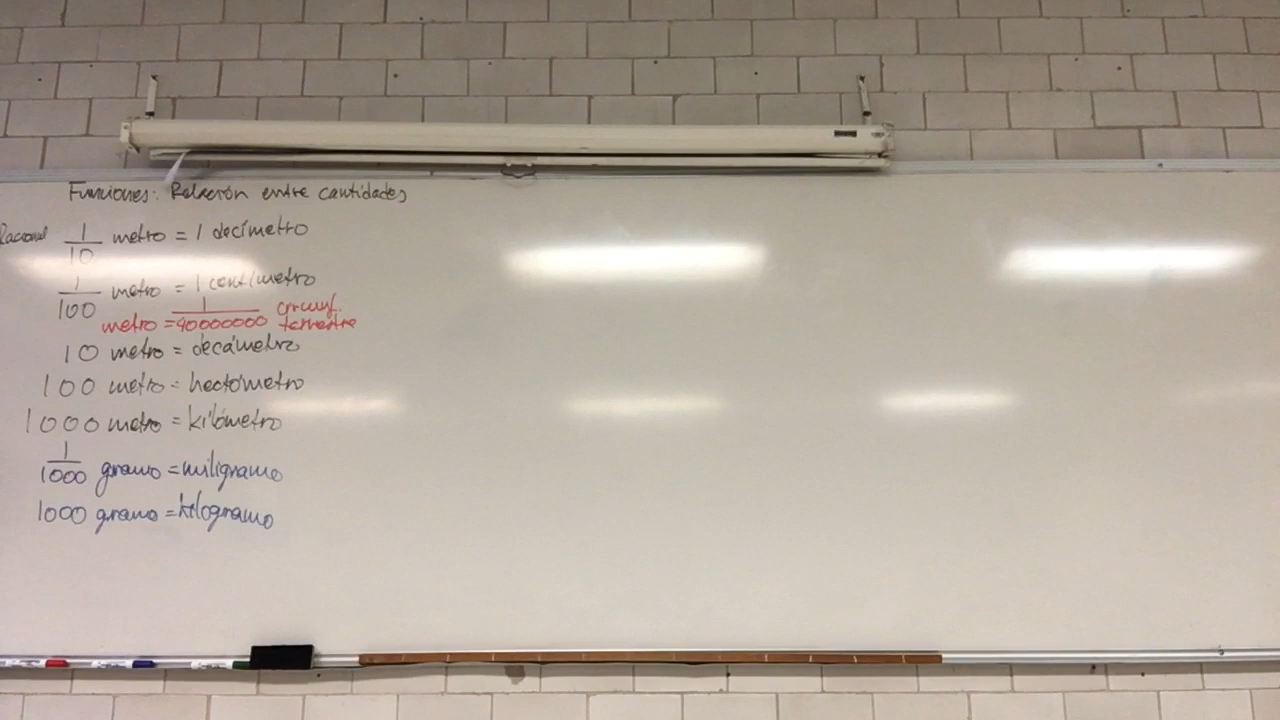 Funciones: Relación entre cantidades
Racional 1/10 metro = 1 decímetro
1/100 metro = 1 centímetro
metro = 1/40000000 circunf. terrestre
10 metro = decámetro
100 metro = hectómetro
1000 metro = kilómetro
1/1000 gramo = miligramo
1000 gramo = kilogramo